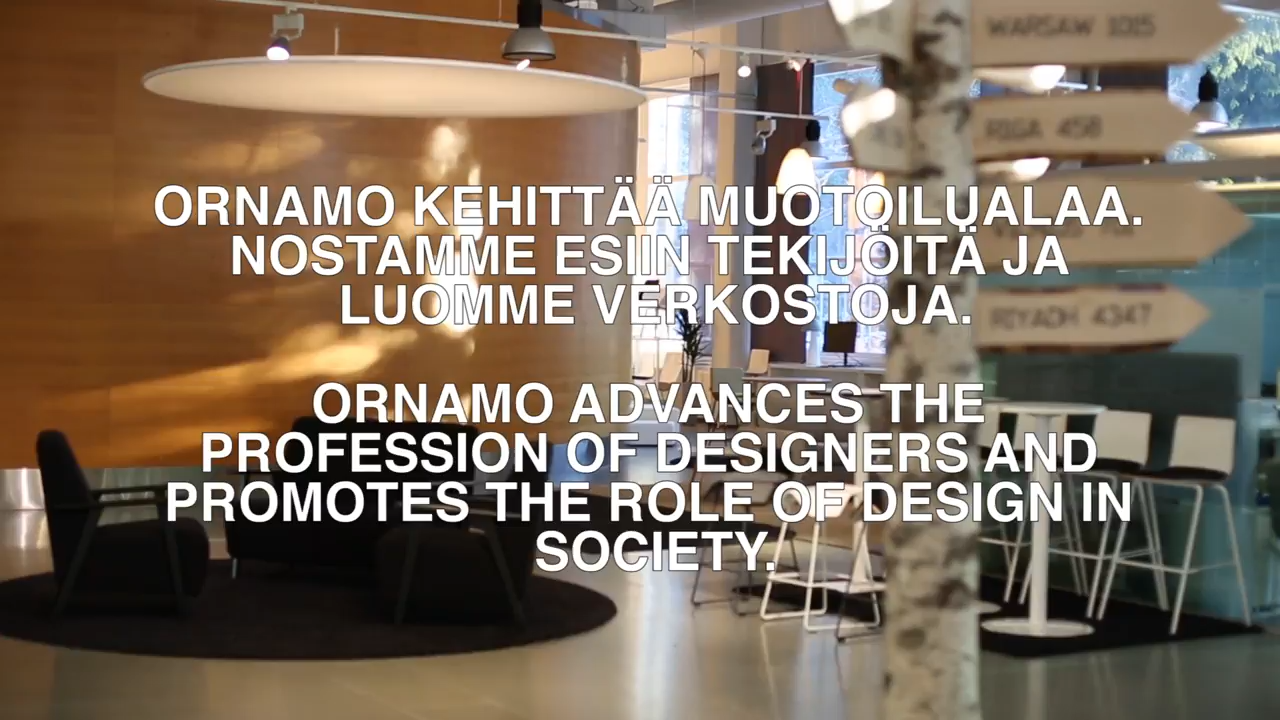 WARSAW 1015
RIGA 458
ORNAMO KEHITTÄÄ MUOTOILUALAA.
NOSTAMME ESIIN TEKIJÖITÄ JA
LUOMME VERKOSTOJA.
RIYADH 4347
ORNAMO ADVANCES THE
PROFESSION OF DESIGNERS AND
PROMOTES THE ROLE OF DESIGN IN
SOCIETY.